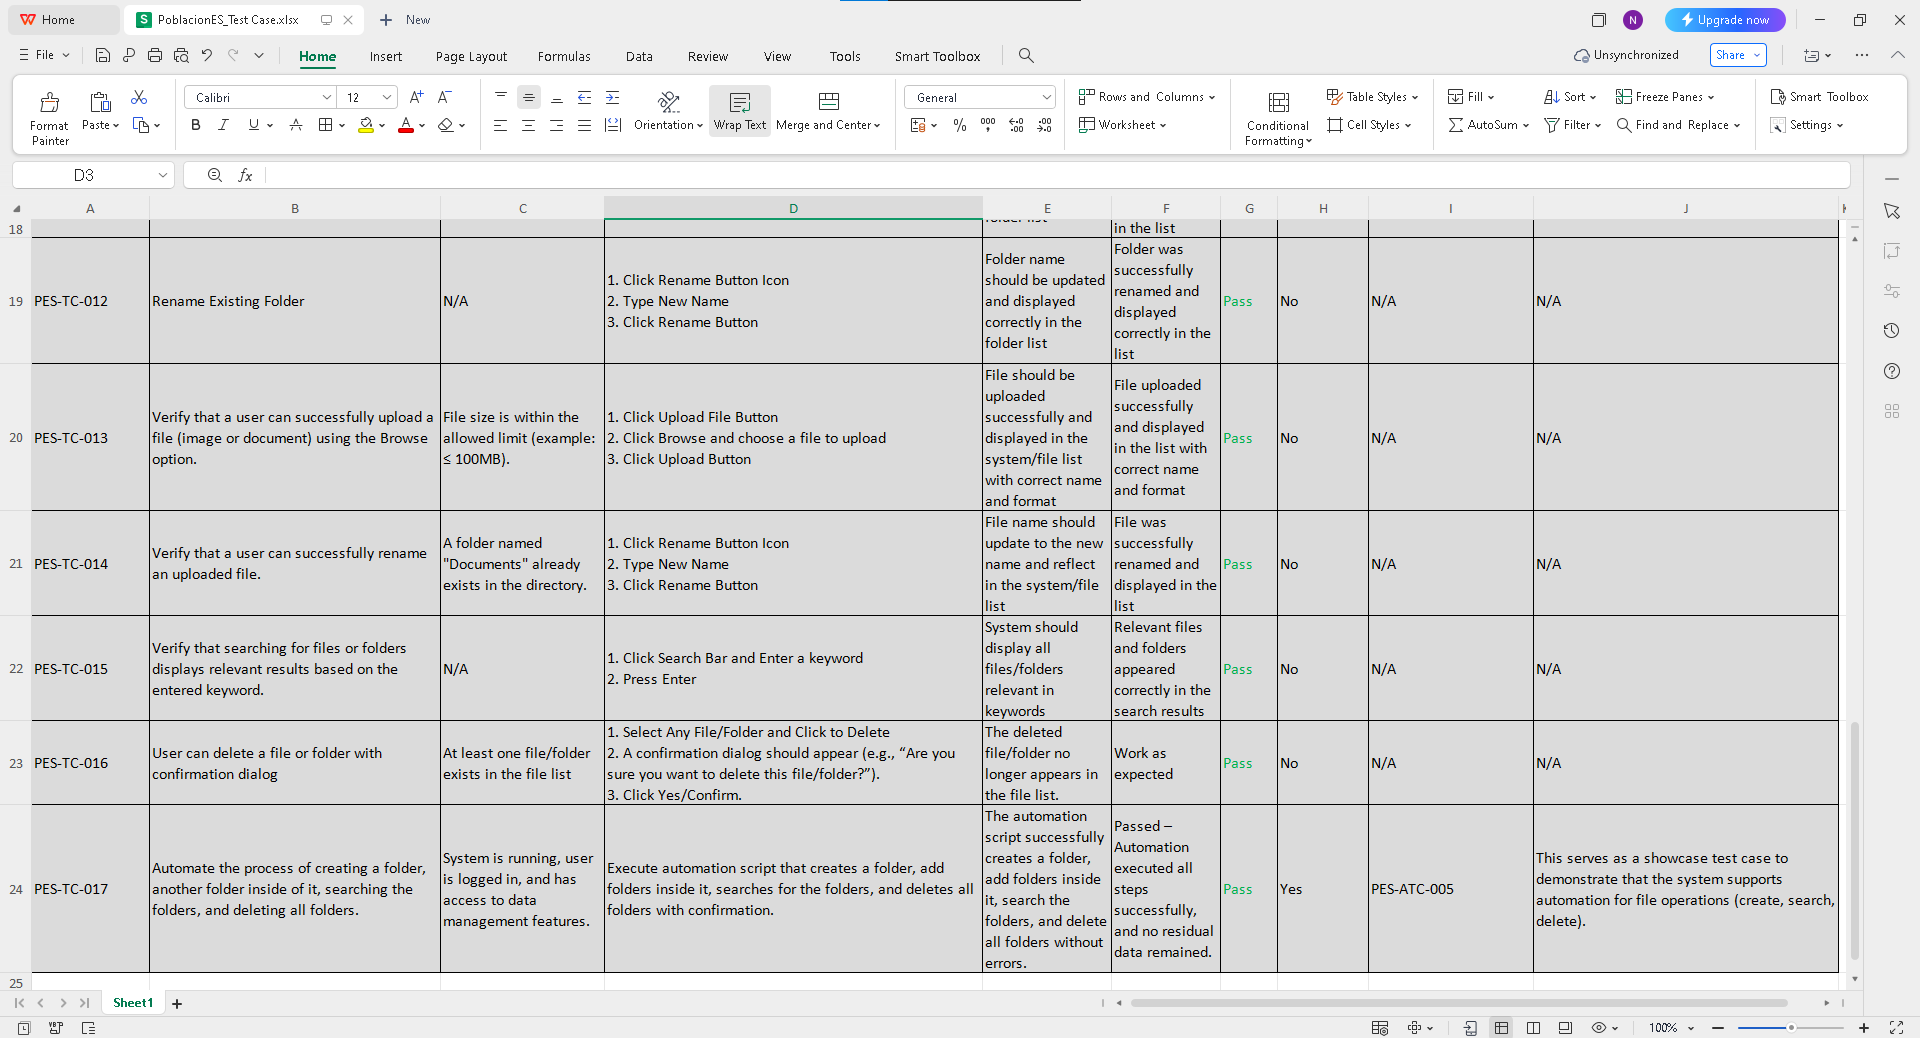 Home
PoblacionES_Test Case.xlsx
New
N
Upgrade now
File
Home
Insert
Page Layout
Formulas
Data
Review
View
Tools
Smart Toolbox
Unsynchronized
Share
Format
Painter
Paste
Calibri
12
Orientation
Wrap Text
Merge and Center
General
Rows and Columns
Worksheet
Conditional
Formatting
Table Styles
Cell Styles
Fill
AutoSum
Sort
Filter
Freeze Panes
Find and Replace
Smart Toolbox
Settings
D3
fx
A B C D E F G H I J
18
in the list
19
PES-TC-012
Rename Existing Folder
N/A
1. Click Rename Button Icon
2. Type New Name
3. Click Rename Button
Folder name
should be updated
and displayed
correctly in the
folder list
Folder was
successfully
renamed and
displayed
correctly in the
list
Pass
No
N/A
N/A
20
PES-TC-013
Verify that a user can successfully upload a
file (image or document) using the Browse
option.
File size is within the
allowed limit (example:
≤ 100MB).
1. Click Upload File Button
2. Click Browse and choose a file to upload
3. Click Upload Button
File should be
uploaded
successfully and
displayed in the
system/file list
with correct name
and format
File uploaded
successfully
and displayed
in the list with
correct name
and format
Pass
No
N/A
N/A
21
PES-TC-014
Verify that a user can successfully rename
an uploaded file.
A folder named
"Documents" already
exists in the directory.
1. Click Rename Button Icon
2. Type New Name
3. Click Rename Button
File name should
update to the new
name and reflect
in the system/file
list
File was
successfully
renamed and
displayed in the
list
Pass
No
N/A
N/A
22
PES-TC-015
Verify that searching for files or folders
displays relevant results based on the
entered keyword.
N/A
1. Click Search Bar and Enter a keyword
2. Press Enter
System should
display all
files/folders
relevant in
keywords
Relevant files
and folders
appeared
correctly in the
search results
Pass
No
N/A
N/A
23
PES-TC-016
User can delete a file or folder with
confirmation dialog
At least one file/folder
exists in the file list
1. Select Any File/Folder and Click to Delete
2. A confirmation dialog should appear (e.g., “Are you
sure you want to delete this file/folder?”).
3. Click Yes/Confirm.
The deleted
file/folder no
longer appears in
the file list.
Work as
expected
Pass
No
N/A
N/A
24
PES-TC-017
Automate the process of creating a folder,
another folder inside of it, searching the
folders, and deleting all folders.
System is running, user
is logged in, and has
access to data
management features.
Execute automation script that creates a folder, add
folders inside it, searches for the folders, and deletes all
folders with confirmation.
The automation
script successfully
creates a folder,
add folders inside
it, search the
folders, and delete
all folders without
errors.
Passed –
Automation
executed all
steps
successfully,
and no residual
data remained.
Pass
Yes
PES-ATC-005
This serves as a showcase test case to
demonstrate that the system supports
automation for file operations (create, search,
delete).
25
Sheet1
100%